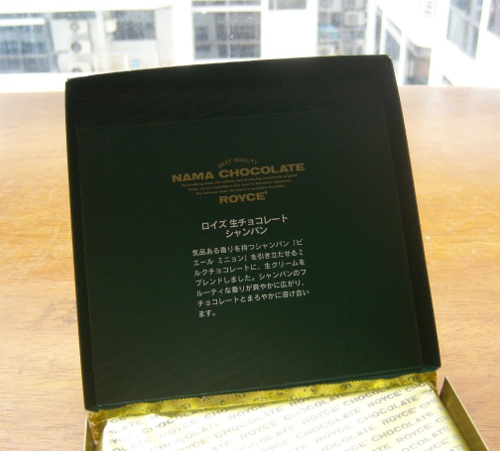 BEST QUALITY
NAMA CHOCOLATE
ROYCE'
ロイズ 生チョコレート
シャンパン
気品ある香りを持つシャンパン「ピ
エール ミニョン」を引き立たせるミ
ルクチョコレートに、生クリームを
ブレンドしました。シャンパンのフ
ルーティな香りが爽やかに広がり、
チョコレートとまろやかに溶け合い
ます。
ROYCE' CHOCOLATE